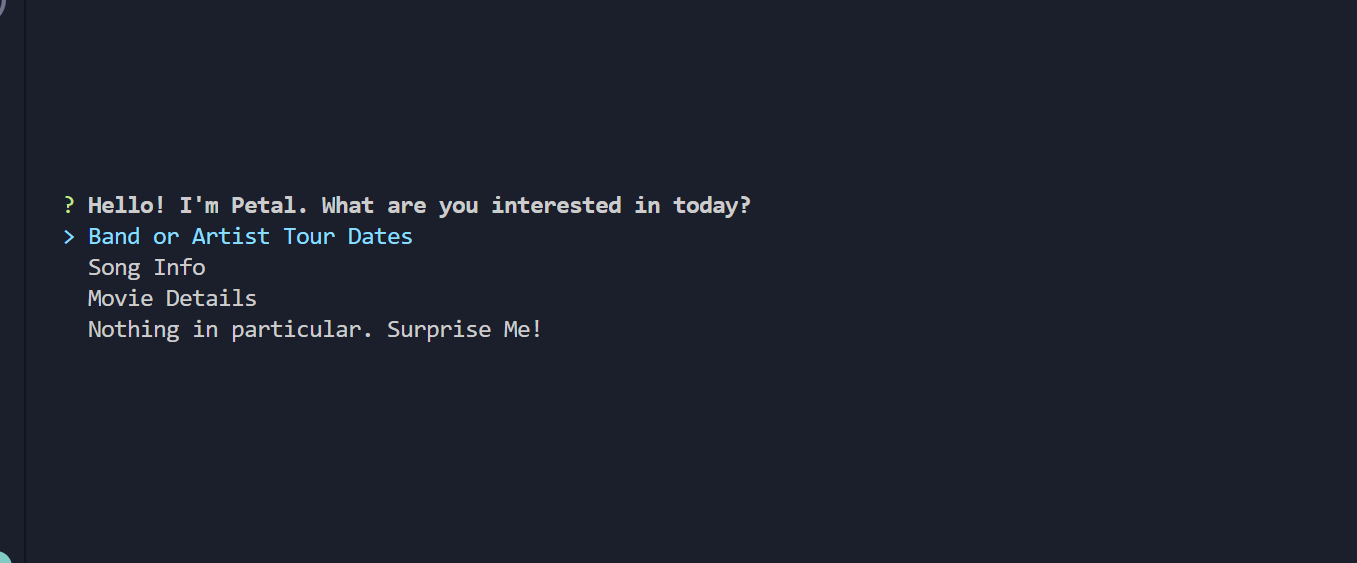 ? Hello! I'm Petal. What are you interested in today?
> Band or Artist Tour Dates
Song Info
Movie Details
Nothing in particular. Surprise Me!